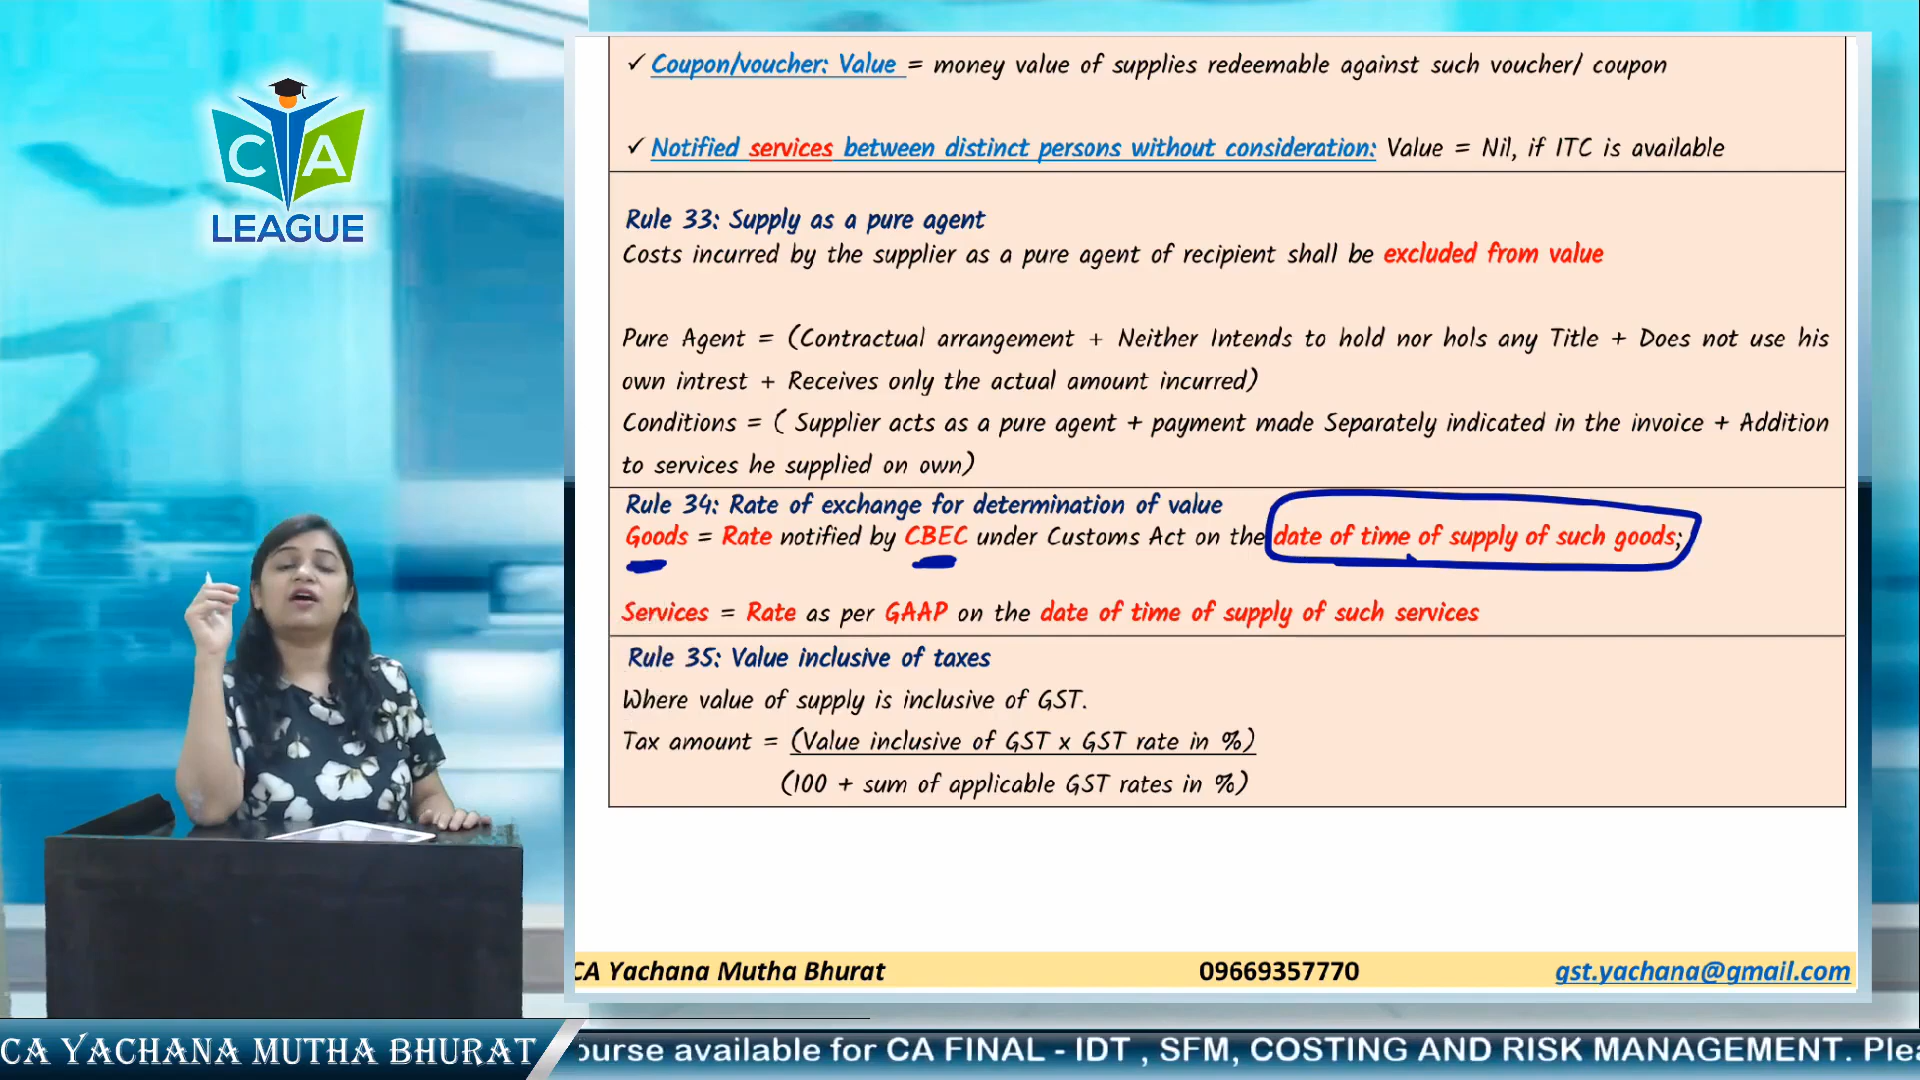 C A
LEAGUE
✓ Coupon/voucher: Value = money value of supplies redeemable against such voucher/ coupon
✓ Notified services between distinct persons without consideration: Value = Nil, if ITC is available
Rule 33: Supply as a pure agent
Costs incurred by the supplier as a pure agent of recipient shall be excluded from value
Pure Agent = (Contractual arrangement + Neither Intends to hold nor hols any Title + Does not use his
own intrest + Receives only the actual amount incurred)
Conditions = ( Supplier acts as a pure agent + payment made Separately indicated in the invoice + Addition
to services he supplied on own)
Rule 34: Rate of exchange for determination of value
Goods = Rate notified by CBEC under Customs Act on the date of time of supply of such goods;
Services = Rate as per GAAP on the date of time of supply of such services
Rule 35: Value inclusive of taxes
Where value of supply is inclusive of GST.
Tax amount = (Value inclusive of GST x GST rate in %)
(100 + sum of applicable GST rates in %)
CA Yachana Mutha Bhurat 09669357770 gst.yachana@gmail.com
CA YACHANA MUTHA BHURAT
ourse available for CA FINAL - IDT , SFM, COSTING AND RISK MANAGEMENT. Plea